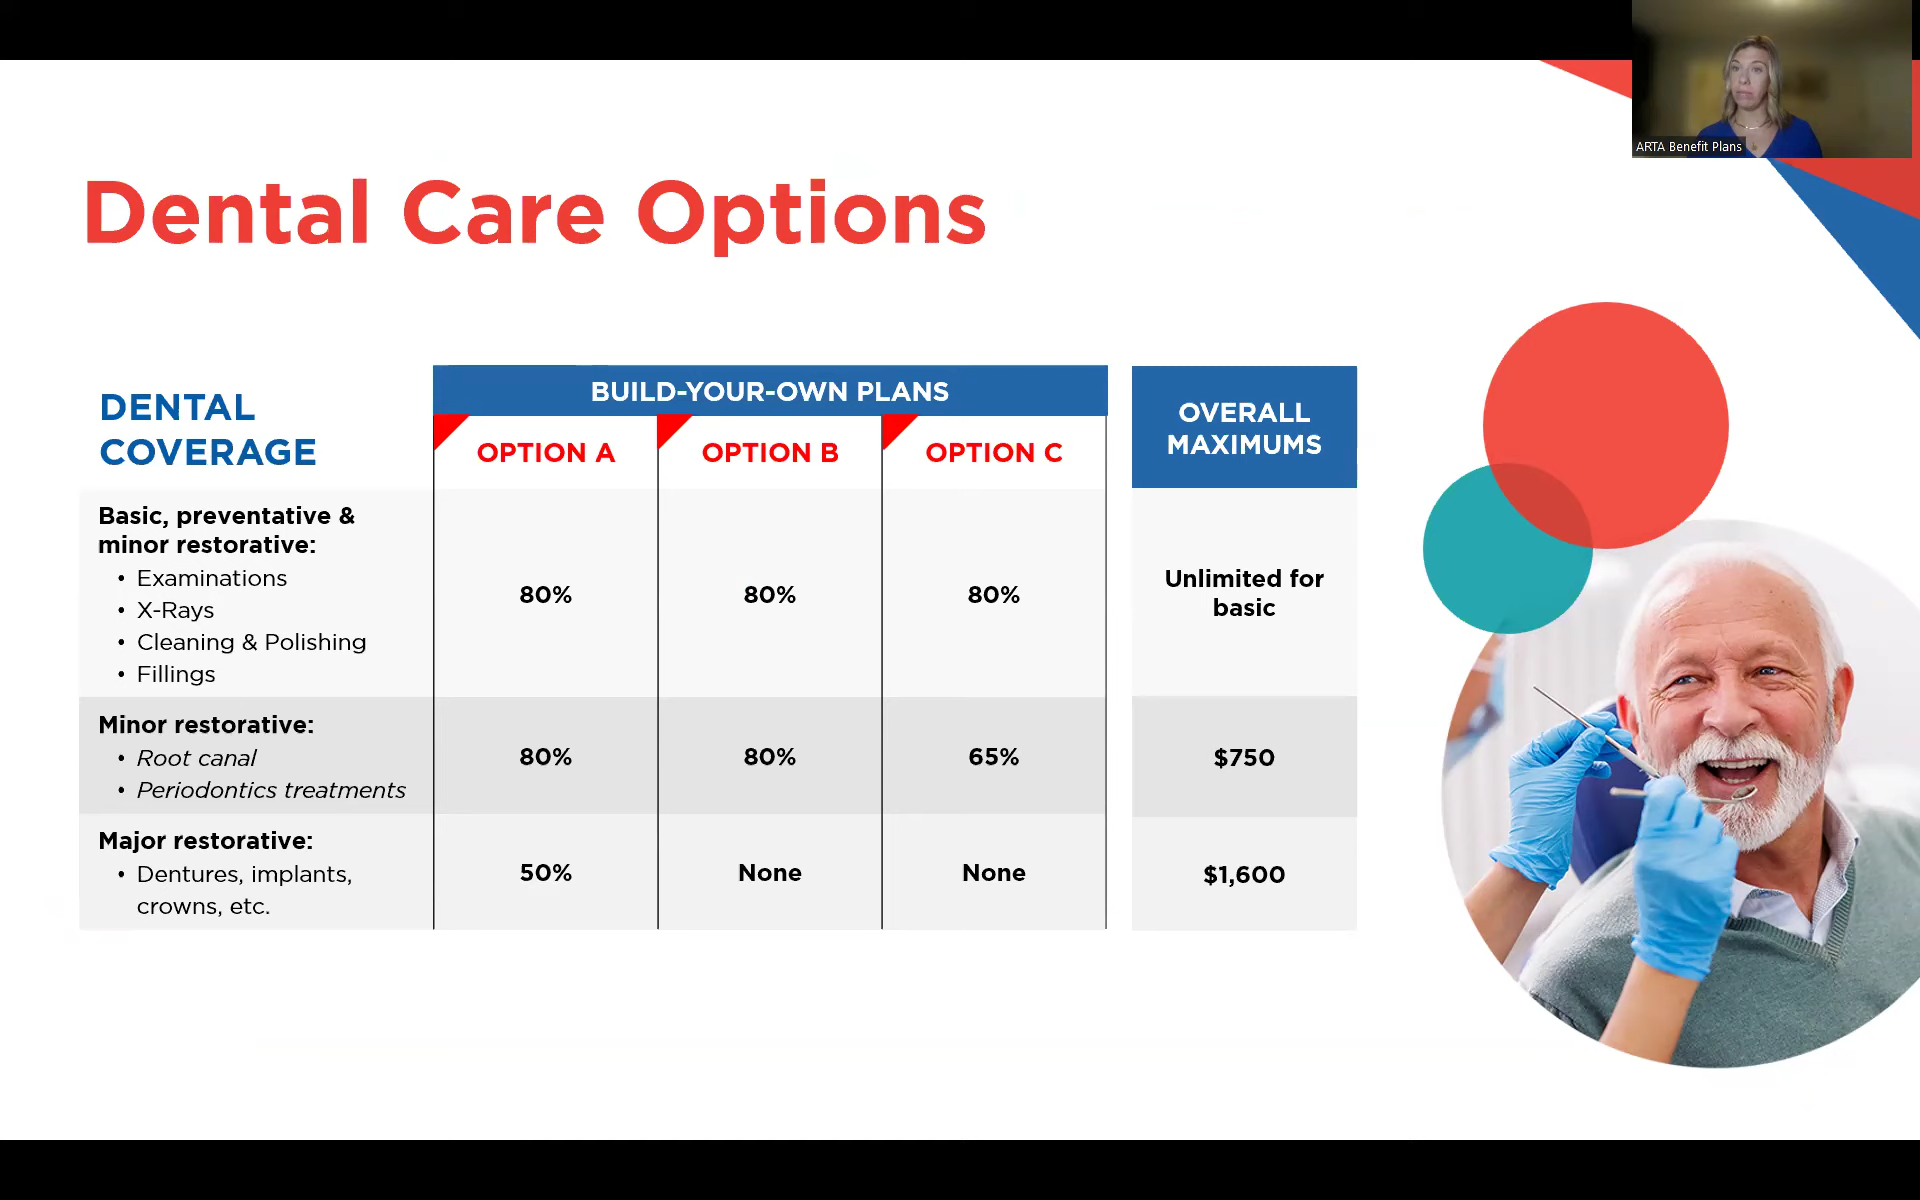 ARTA Benefit Plans
Dental Care Options
DENTAL
COVERAGE
BUILD-YOUR-OWN PLANS
OPTION A
OPTION B
OPTION C
OVERALL
MAXIMUMS
Basic, preventative &
minor restorative:
• Examinations
• X-Rays
• Cleaning & Polishing
• Fillings
80%
80%
80%
Unlimited for
basic
Minor restorative:
• Root canal
• Periodontics treatments
80%
80%
65%
$750
Major restorative:
• Dentures, implants,
crowns, etc.
50%
None
None
$1,600